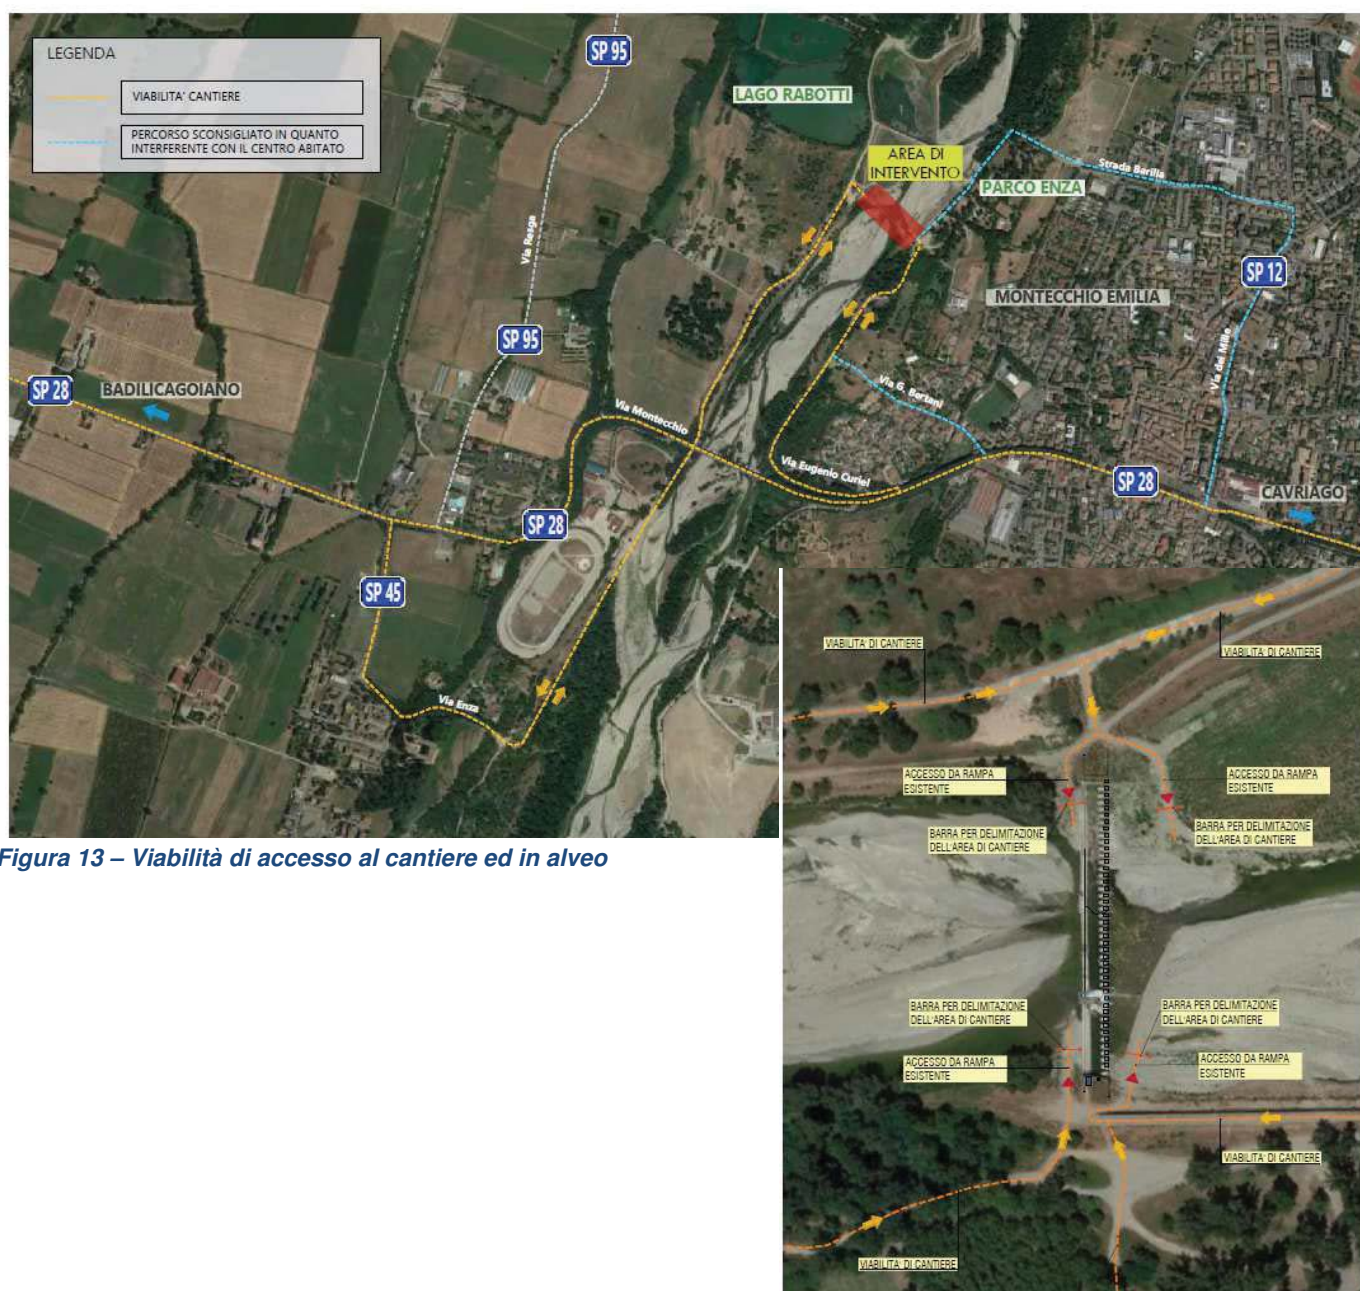 LEGENDA
VIABILITA' CANTIERE
PERCORSO SCONSIGLIATO IN QUANTO
INTERFERENTE CON IL CENTRO ABITATO
SP 95
LAGO RABOTTI
AREA DI
INTERVENTO
PARCO ENZA
Strada Barilla
Via Resga
SP 12
MONTECCHIO EMILIA
SP 95
Via dei Mille
SP 28
BADILICAGOIANO
Via G. Bertani
Via Montecchio
Via Eugenio Curiel
SP 28
CAVRIAGO
SP 28
SP 45
Via Enza
VIABILITA' DI CANTIERE
VIABILITA' DI CANTIERE
ACCESSO DA RAMPA
ESISTENTE
ACCESSO DA RAMPA
ESISTENTE
BARRA PER DELIMITAZIONE
DELL'AREA DI CANTIERE
BARRA PER DELIMITAZIONE
DELL'AREA DI CANTIERE
BARRA PER DELIMITAZIONE
DELL'AREA DI CANTIERE
BARRA PER DELIMITAZIONE
DELL'AREA DI CANTIERE
ACCESSO DA RAMPA
ESISTENTE
ACCESSO DA RAMPA
ESISTENTE
VIABILITA' DI CANTIERE
VIABILITA' DI CANTIERE
Figura 13 – Viabilità di accesso al cantiere ed in alveo